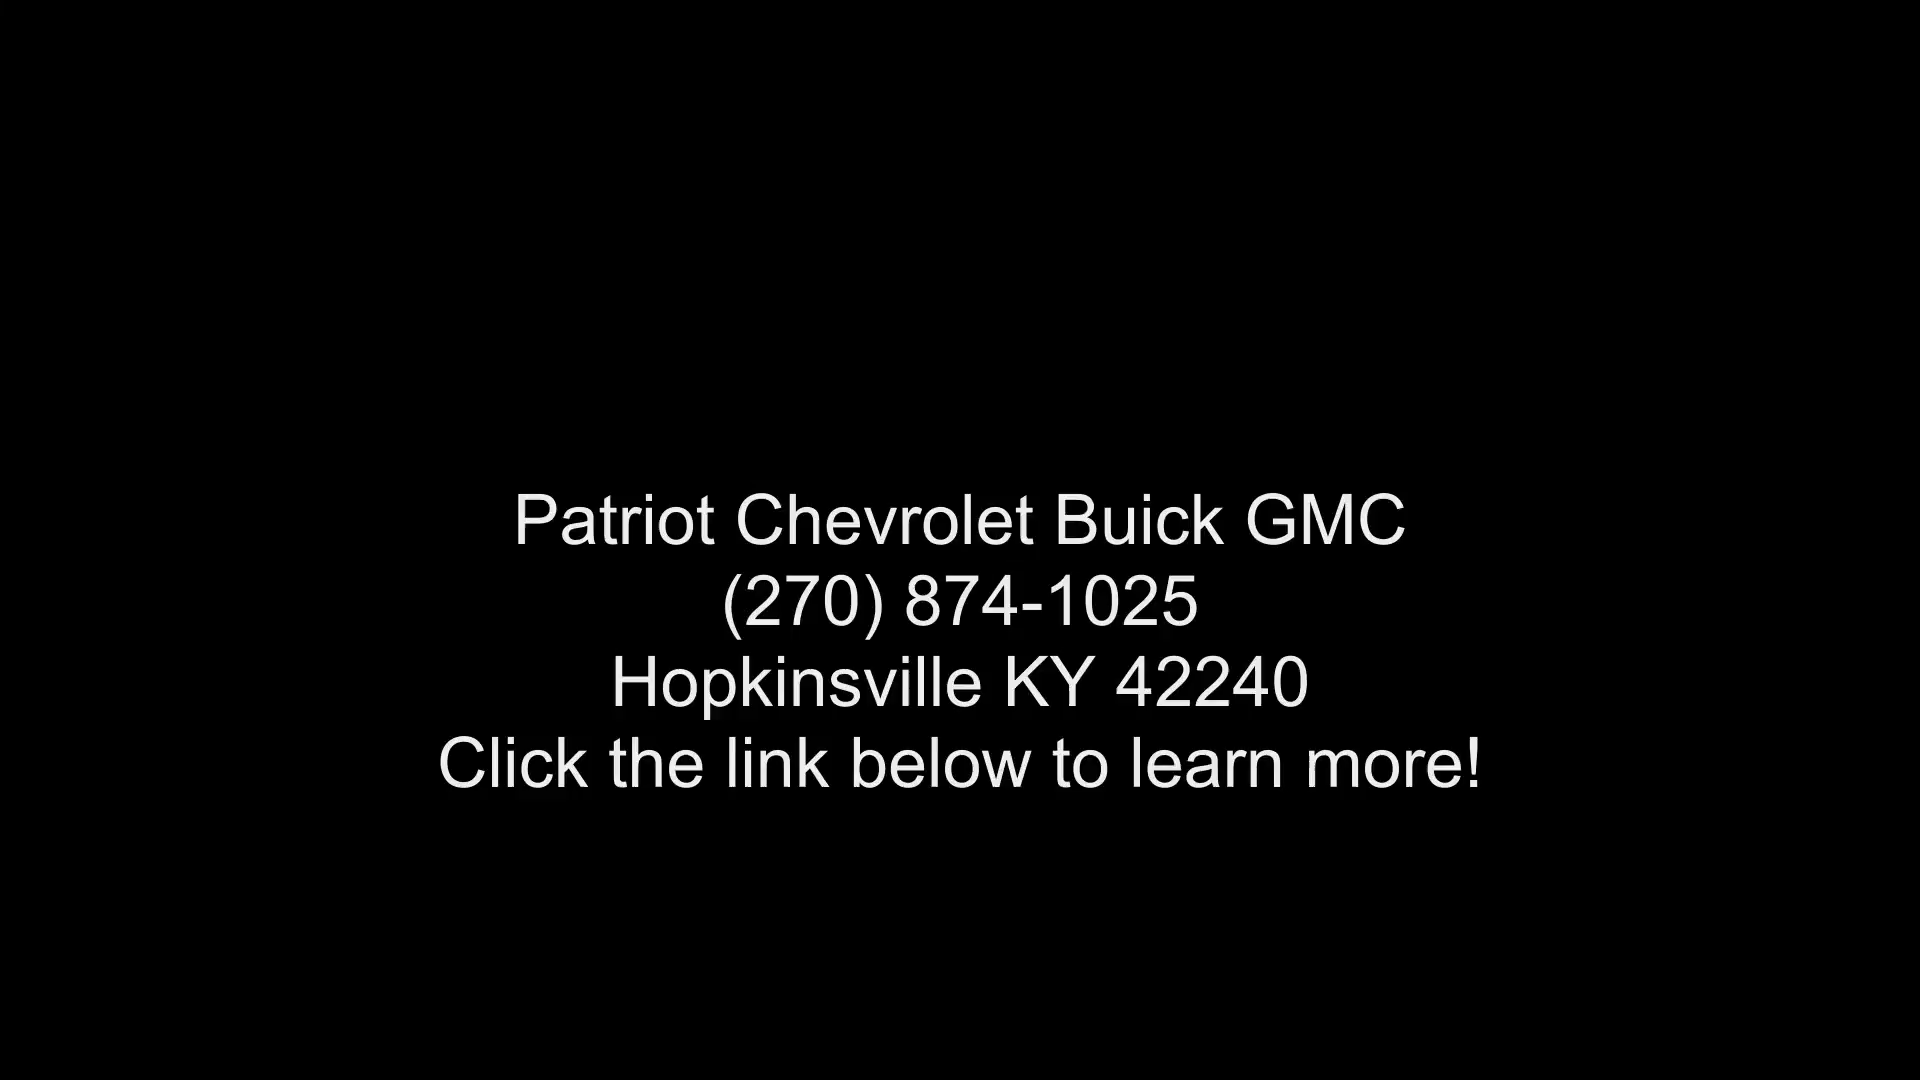 Patriot Chevrolet Buick GMC
(270) 874-1025
Hopkinsville KY 42240
Click the link below to learn more!